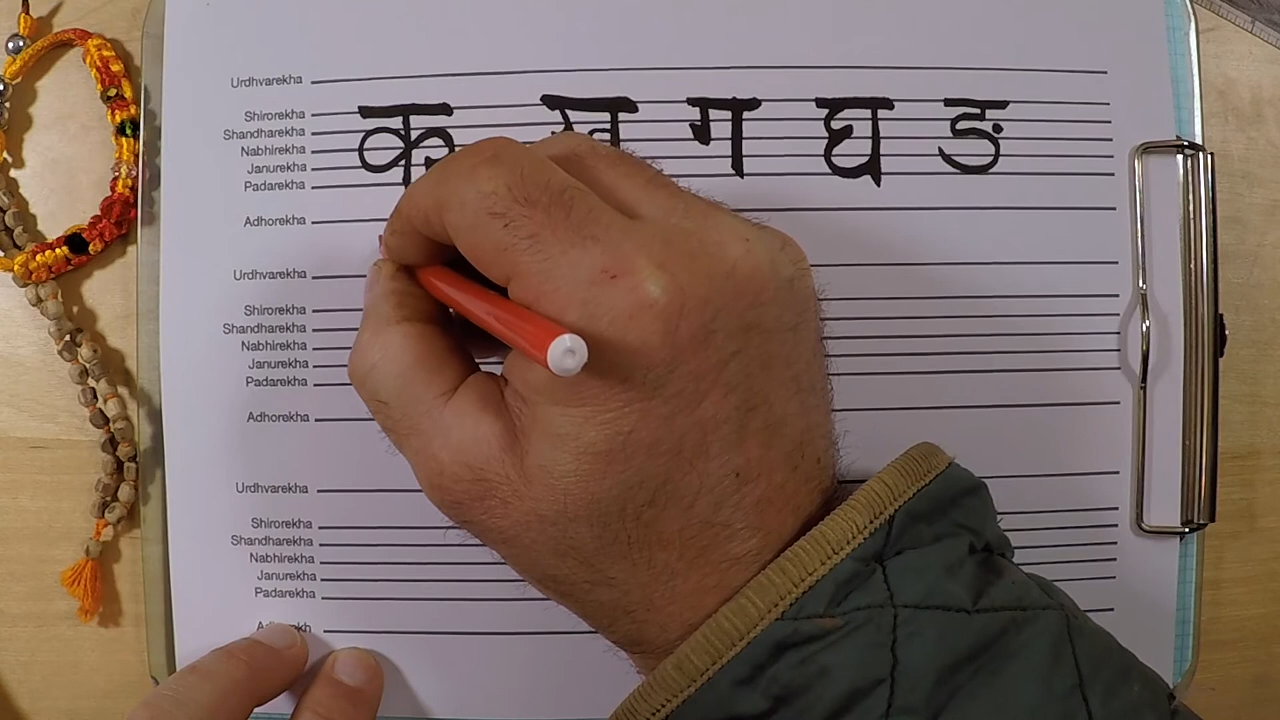 Urdhvarekha
Shirorekha क ख ग घ ङ
Shandharekha
Nabhirekha
Janurekha
Padarekha
Adhorekha
Urdhvarekha
Shirorekha
Shandharekha
Nabhirekha
Janurekha
Padarekha
Adhorekha
Urdhvarekha
Shirorekha
Shandharekha
Nabhirekha
Janurekha
Padarekha